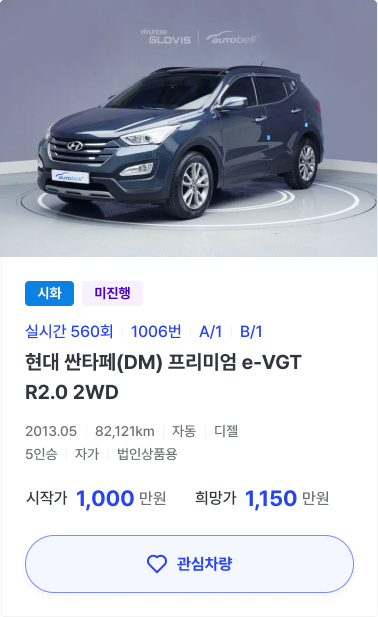 HYUNDAI
GLOVIS autobell
autobell
시화 미진행
실시간 560회 1006번 A/1 B/1
현대 싼타페(DM) 프리미엄 e-VGT
R2.0 2WD
2013.05 82,121km 자동 디젤
5인승 자가 법인상품용
시작가 1,000 만원 희망가 1,150 만원
관심차량